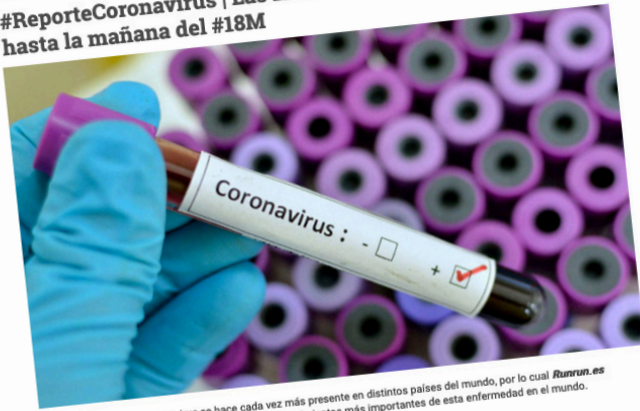 #ReporteCoronavirus |
hasta la mañana del #18M
Coronavirus : -
+
se hace cada vez más presente en distintos países del mundo, por lo cual Runrun.es
más importantes de esta enfermedad en el mundo.